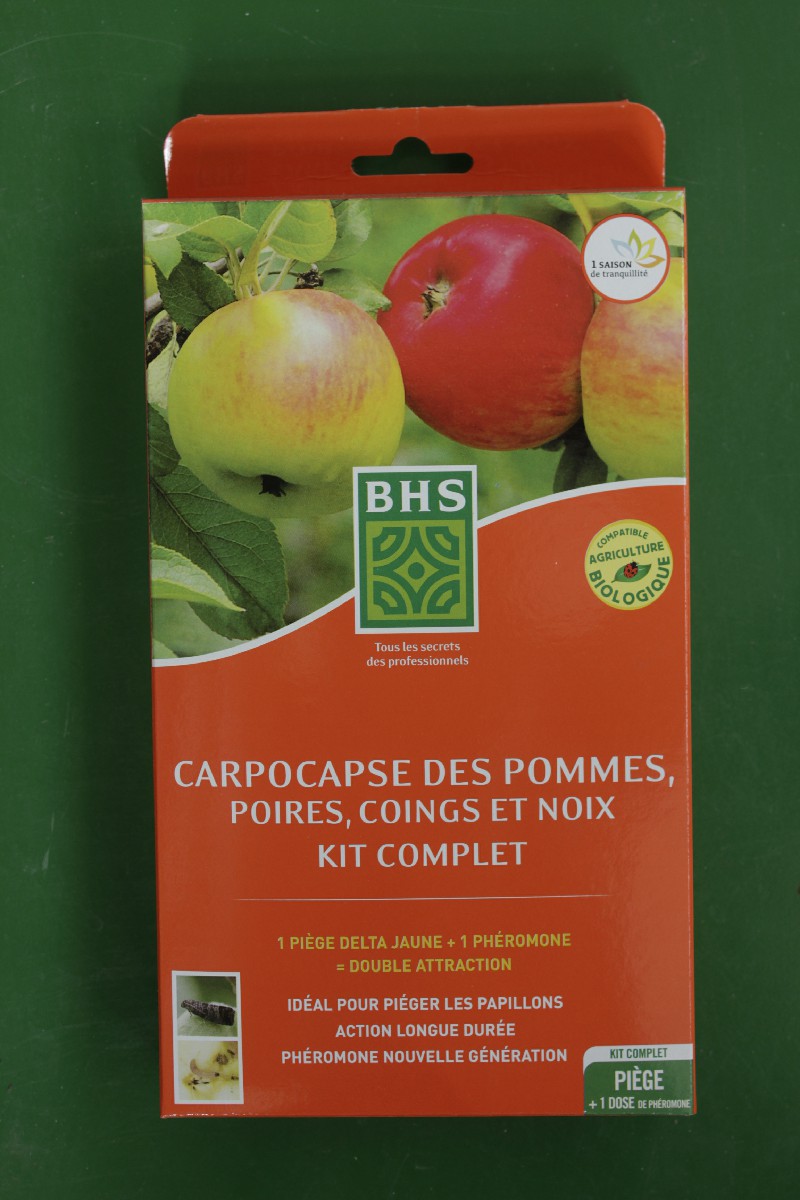 1 SAISON
de tranquillité
BHS
COMPATIBLE
AGRICULTURE
BIOLOGIQUE
Tous les secrets
des professionnels
CARPOCAPSE DES POMMES,
POIRES, COINGS ET NOIX
KIT COMPLET
1 PIÈGE DELTA JAUNE + 1 PHÉROMONE
= DOUBLE ATTRACTION
IDÉAL POUR PIÉGER LES PAPILLONS
ACTION LONGUE DURÉE
PHÉROMONE NOUVELLE GÉNÉRATION
KIT COMPLET
PIÈGE
+ 1 DOSE DE PHÉROMONE